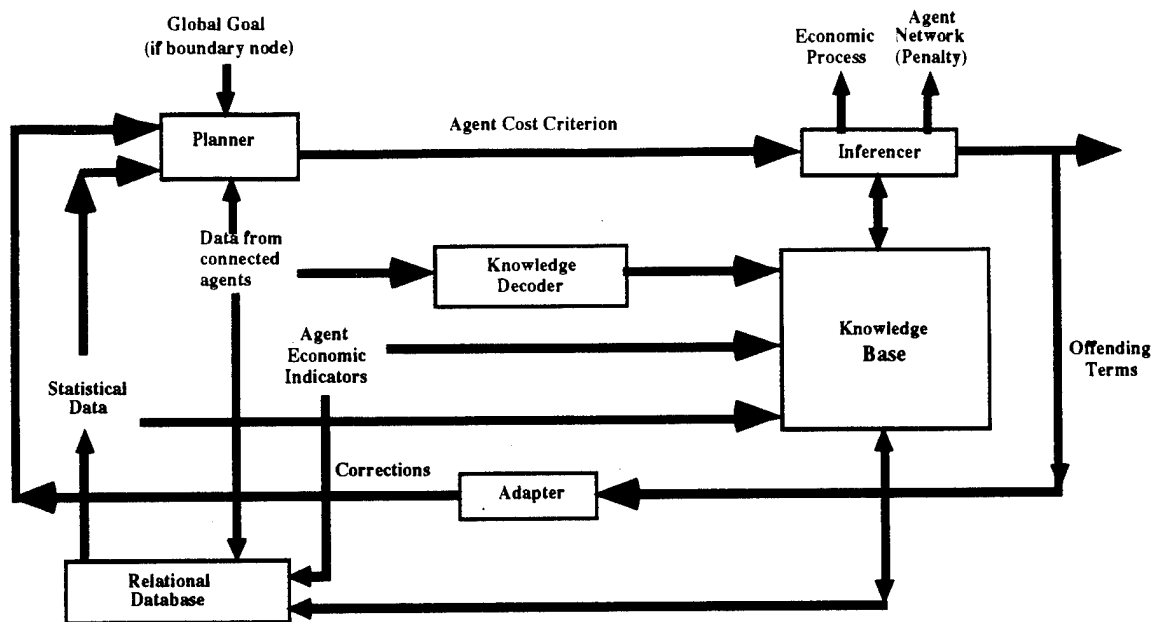 Global Goal
(if boundary node)
Economic
Process
Agent
Network
(Penalty)
Planner
Agent Cost Criterion
Inferencer
Data from
connected
agents
Knowledge
Decoder
Knowledge
Base
Agent
Economic
Indicators
Offending
Terms
Statistical
Data
Corrections
Adapter
Relational
Database